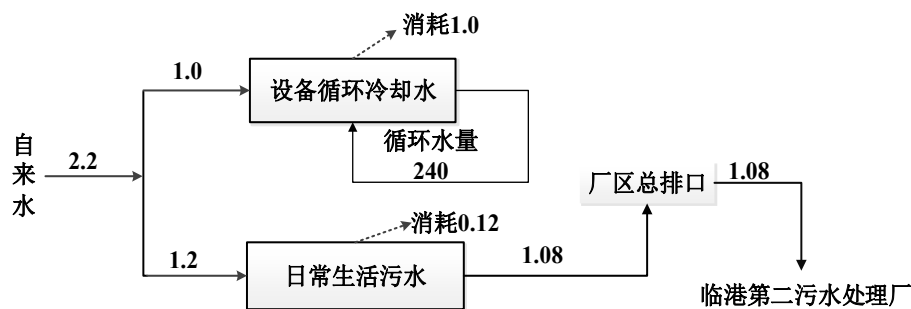 消耗1.0
1.0
设备循环冷却水
循环水量
240
自来水
2.2
厂区总排口
1.08
消耗0.12
1.2
日常生活污水
1.08
临港第二污水处理厂